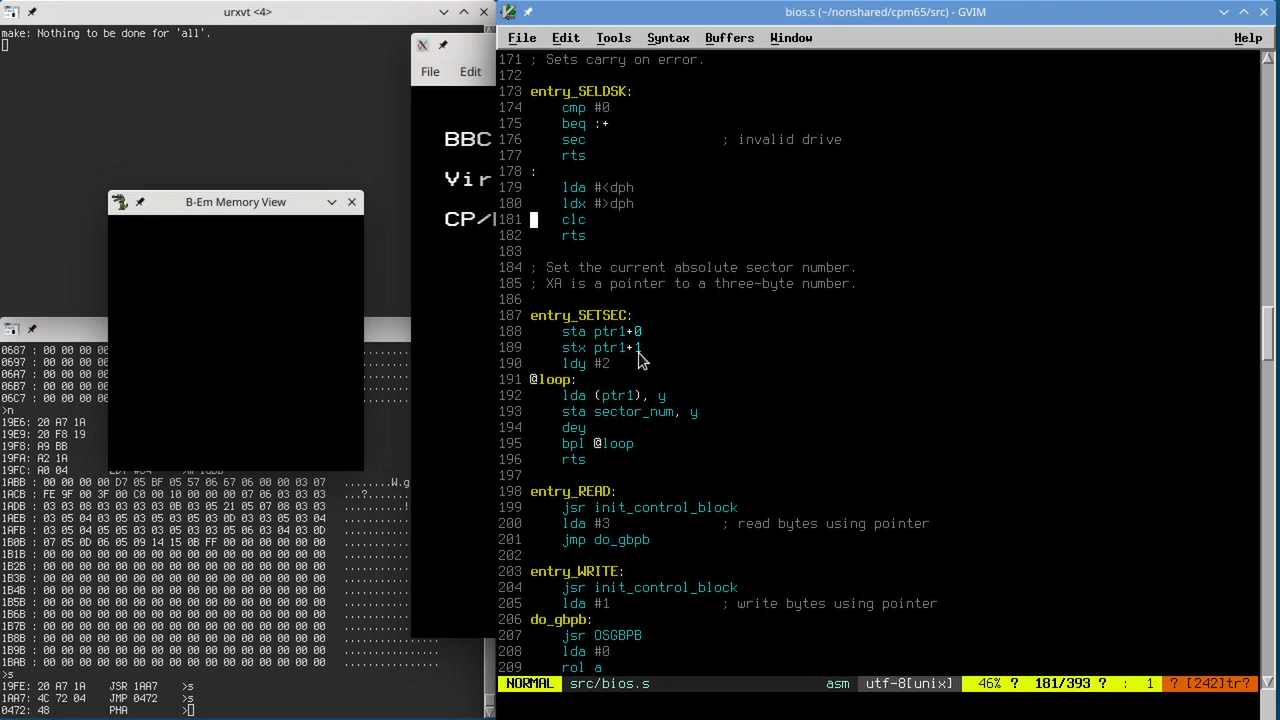 urxvt <4>
make: Nothing to be done for 'all'.
File Edit
BBC
Vir
CP/
B-Em Memory View
0687 : 00 00 00
0697 : 00 00 00
06A7 : 00 00 00
06B7 : 00 00 00
06C7 : 00 00 00
>n
19E6: 20 A7 1A
19E9: 20 F8 19
19F8: A9 BB
19FA: A2 1A
19FC: A0 04 LDY #04 >m 1abb
1ABB : 00 00 00 00 D7 05 BF 05 57 06 67 06 00 00 03 07 ........W.g
1ACB : FE 9F 00 3F 00 C0 00 10 00 00 00 07 06 03 03 03 ...?.......
1ADB : 03 03 08 03 03 03 03 0B 03 05 21 05 07 08 03 03
1AEB : 03 05 04 03 05 03 05 03 05 03 0D 03 03 05 03 04
1AFB : 03 05 04 05 05 03 03 05 03 03 05 06 03 04 03 0D
1B0B : 07 05 0D 06 05 09 14 15 0B FF 00 00 00 00 00 00
1B1B : 00 00 00 00 00 00 00 00 00 00 00 00 00 00 00 00
1B2B : 00 00 00 00 00 00 00 00 00 00 00 00 00 00 00 00
1B3B : 00 00 00 00 00 00 00 00 00 00 00 00 00 00 00 00
1B4B : 00 00 00 00 00 00 00 00 00 00 00 00 00 00 00 00
1B5B : 00 00 00 00 00 00 00 00 00 00 00 00 00 00 00 00
1B6B : 00 00 00 00 00 00 00 00 00 00 00 00 00 00 00 00
1B7B : 00 00 00 00 00 00 00 00 00 00 00 00 00 00 00 00
1B8B : 00 00 00 00 00 00 00 00 00 00 00 00 00 00 00 00
1B9B : 00 00 00 00 00 00 00 00 00 00 00 00 00 00 00 00
1BAB : 00 00 00 00 00 00 00 00 00 00 00 00 00 00 00 00
>s
19FE: 20 A7 1A JSR 1AA7 >s
1AA7: 4C 72 04 JMP 0472 >s
0472: 48 PHA >
bios.s (~/nonshared/cpm65/src) - GVIM
File Edit Tools Syntax Buffers Window Help
171 ; Sets carry on error.
172
173 entry_SELDSK:
174 cmp #0
175 beq :+
176 sec ; invalid drive
177 rts
178 :
179 lda #<dph
180 ldx #>dph
181 clc
182 rts
183
184 ; Set the current absolute sector number.
185 ; XA is a pointer to a three-byte number.
186
187 entry_SETSEC:
188 sta ptr1+0
189 stx ptr1+1
190 ldy #2
191 @loop:
192 lda (ptr1), y
193 sta sector_num, y
194 dey
195 bpl @loop
196 rts
197
198 entry_READ:
199 jsr init_control_block
200 lda #3 ; read bytes using pointer
201 jmp do_gbpb
202
203 entry_WRITE:
204 jsr init_control_block
205 lda #1 ; write bytes using pointer
206 do_gbpb:
207 jsr OSGBPB
208 lda #0
209 rol a
NORMAL src/bios.s asm utf-8[unix] 46% ? 181/393 ? : 1 ? [242]tr?